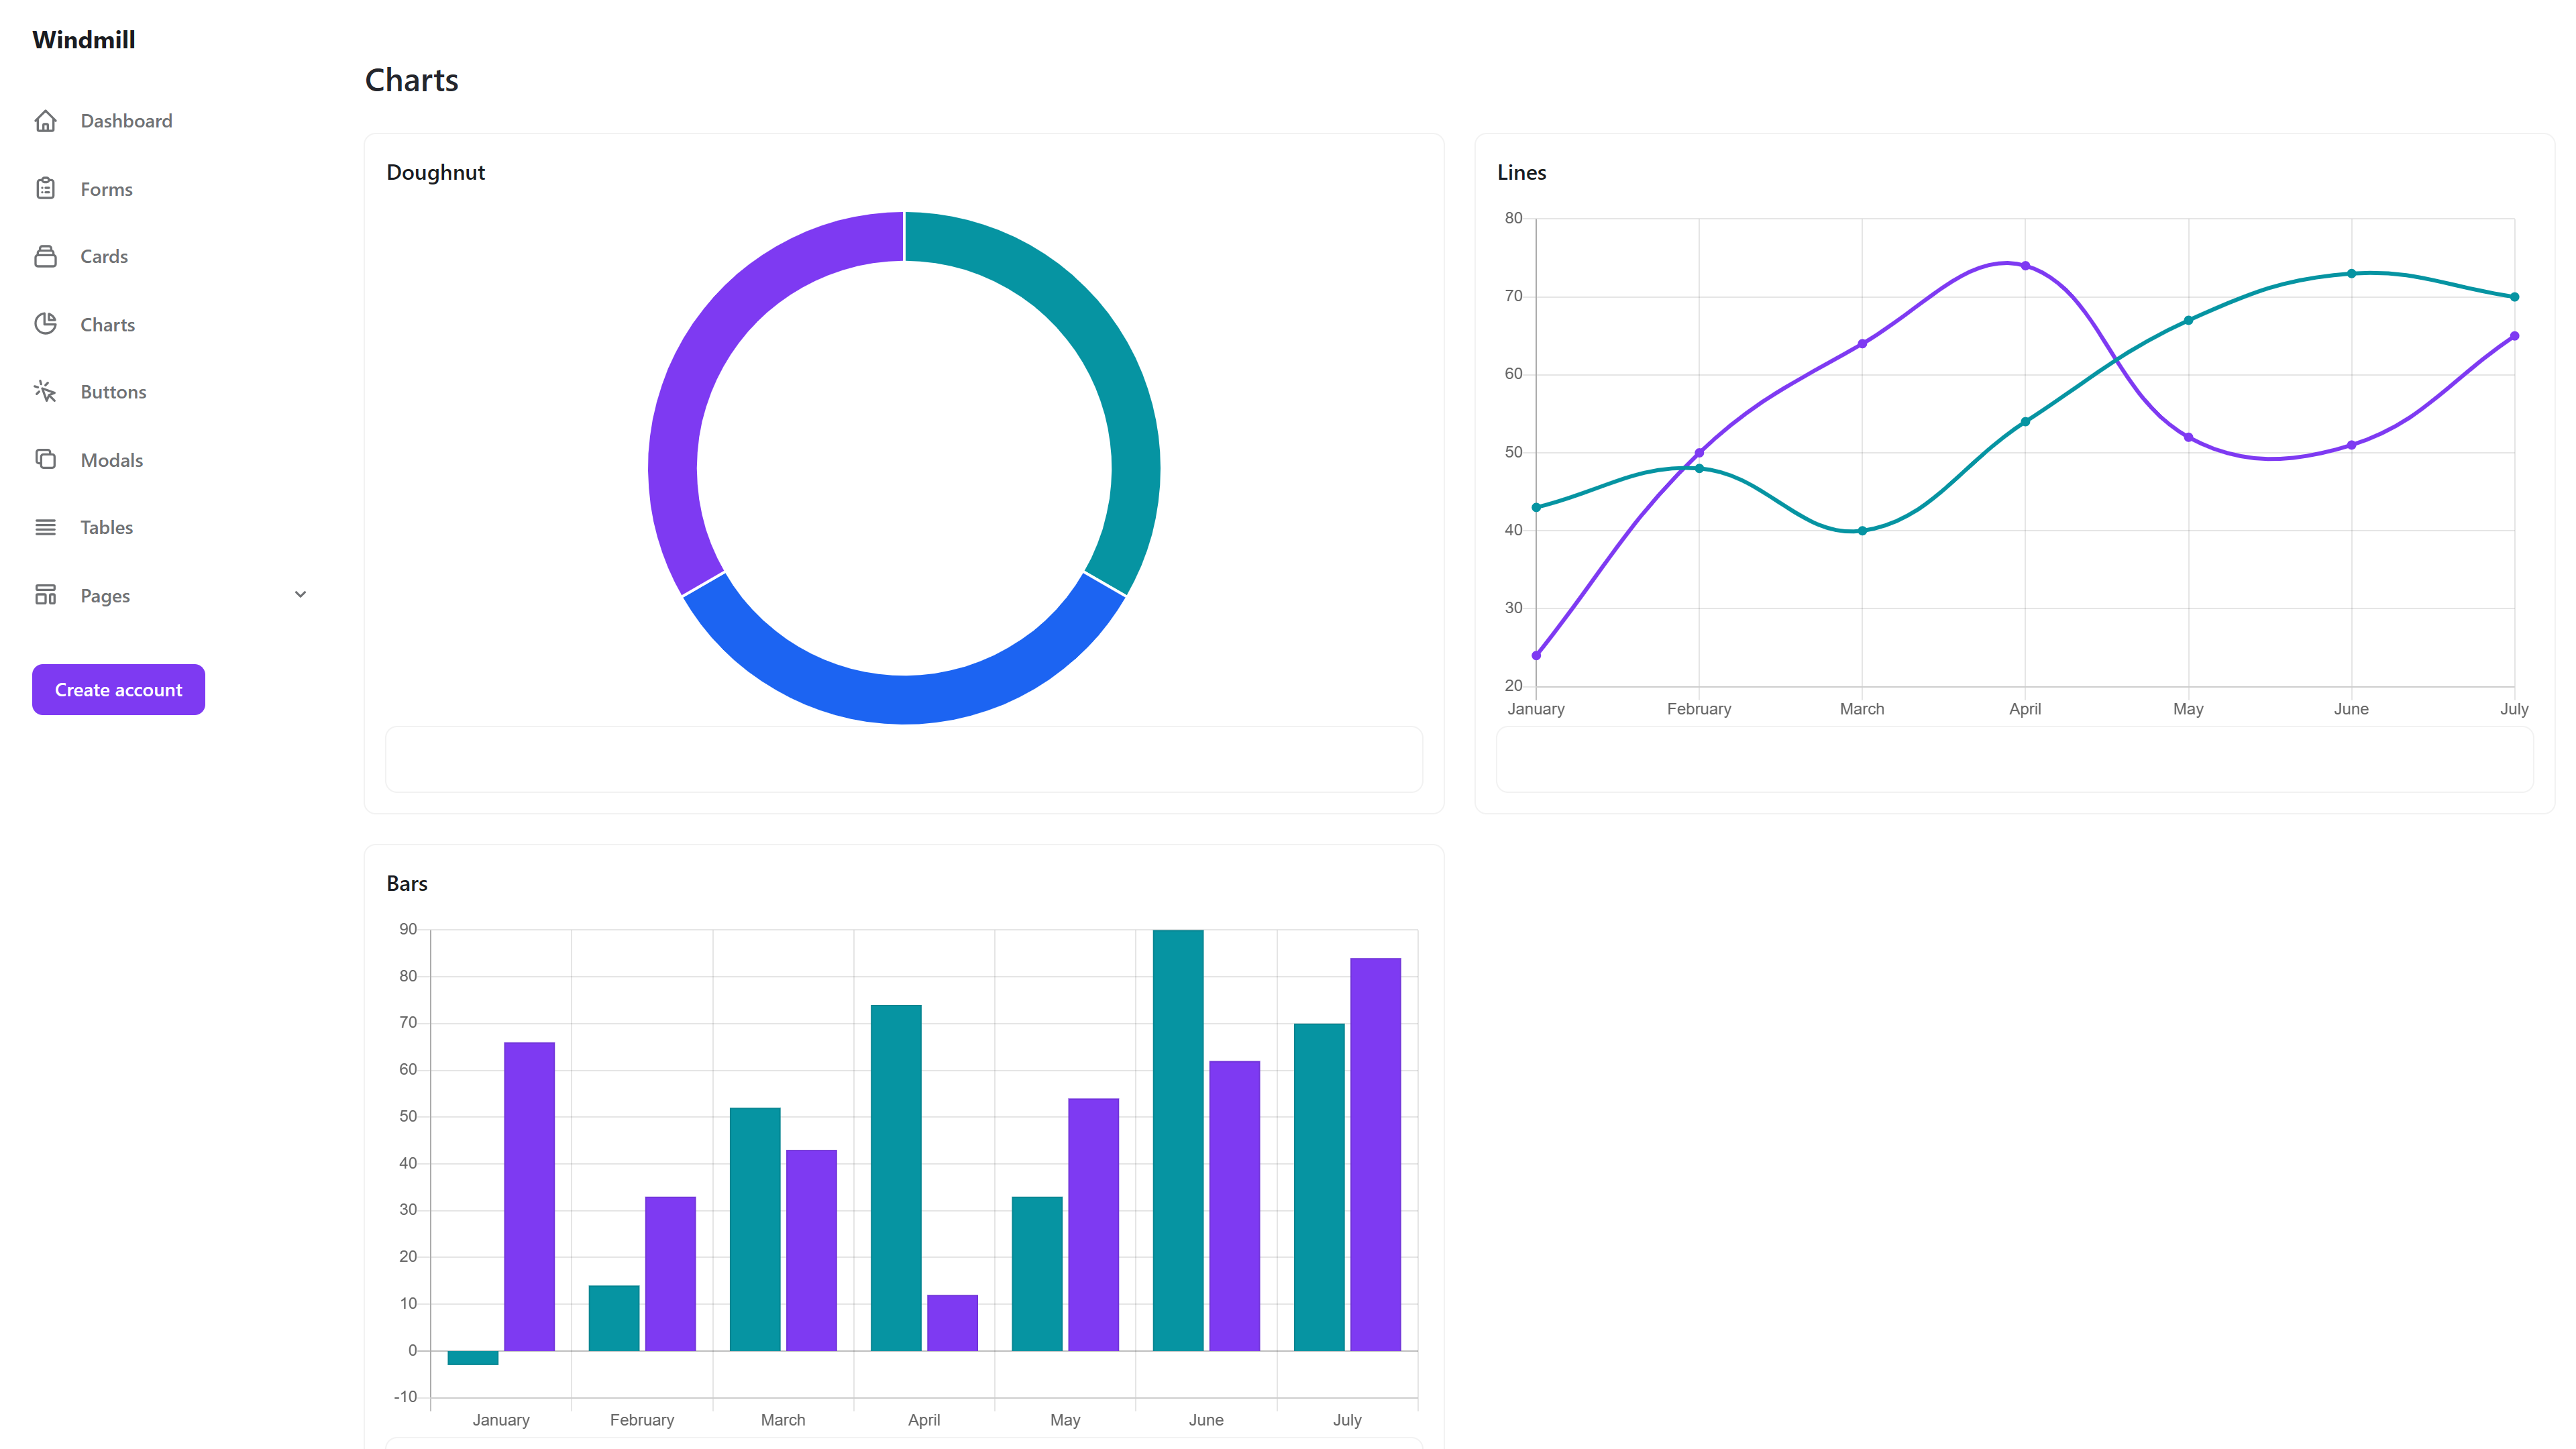 Windmill
Dashboard
Forms
Cards
Charts
Buttons
Modals
Tables
Pages
Create account
Charts
Doughnut
Lines
80
70
60
50
40
30
20
January February March April May June July
Bars
90
80
70
60
50
40
30
20
10
0
-10
January February March April May June July